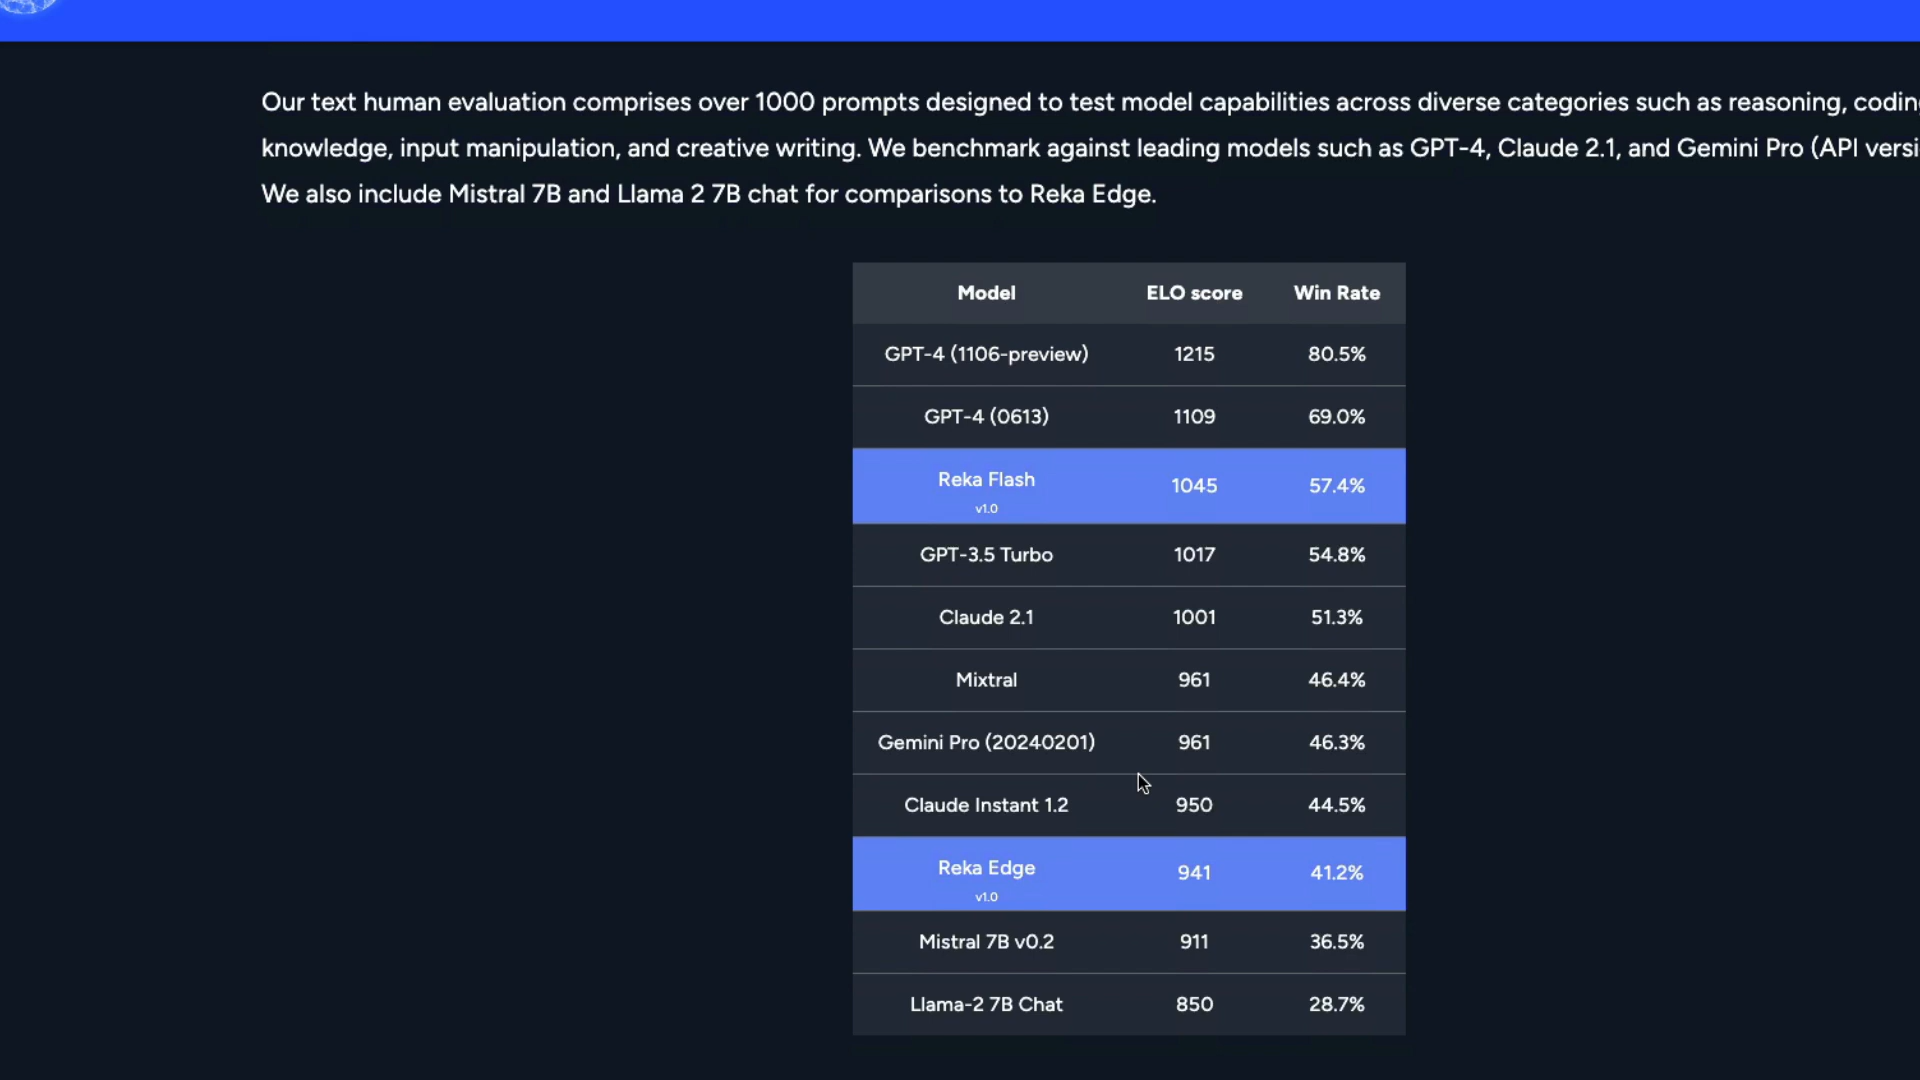 Our text human evaluation comprises over 1000 prompts designed to test model capabilities across diverse categories such as reasoning, codin
knowledge, input manipulation, and creative writing. We benchmark against leading models such as GPT-4, Claude 2.1, and Gemini Pro (API versi
We also include Mistral 7B and Llama 2 7B chat for comparisons to Reka Edge.
Model ELO score Win Rate
GPT-4 (1106-preview) 1215 80.5%
GPT-4 (0613) 1109 69.0%
Reka Flash 1045 57.4%
v1.0
GPT-3.5 Turbo 1017 54.8%
Claude 2.1 1001 51.3%
Mixtral 961 46.4%
Gemini Pro (20240201) 961 46.3%
Claude Instant 1.2 950 44.5%
Reka Edge 941 41.2%
v1.0
Mistral 7B v0.2 911 36.5%
Llama-2 7B Chat 850 28.7%